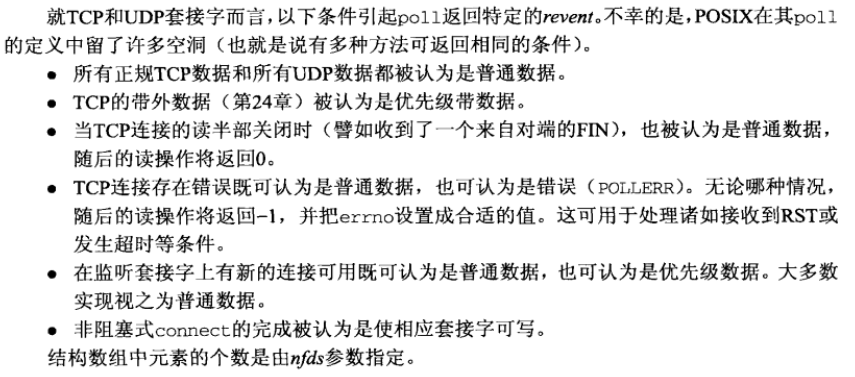 就TCP和UDP套接字而言，以下条件引起poll返回特定的revent。不幸的是，POSIX在其poll
的定义中留了许多空洞（也就是说有多种方法可返回相同的条件）。
● 所有正规TCP数据和所有UDP数据都被认为是普通数据。
● TCP的带外数据（第24章）被认为是优先级带数据。
● 当TCP连接的读半部关闭时（譬如收到了一个来自对端的FIN），也被认为是普通数据，
随后的读操作将返回0。
● TCP连接存在错误既可认为是普通数据，也可认为是错误（POLLERR）。无论哪种情况，
随后的读操作将返回–1，并把errno设置成合适的值。这可用于处理诸如接收到RST或
发生超时等条件。
● 在监听套接字上有新的连接可用既可认为是普通数据，也可认为是优先级数据。大多数
实现视之为普通数据。
● 非阻塞式connect的完成被认为是使相应套接字可写。
结构数组中元素的个数是由nfds参数指定。